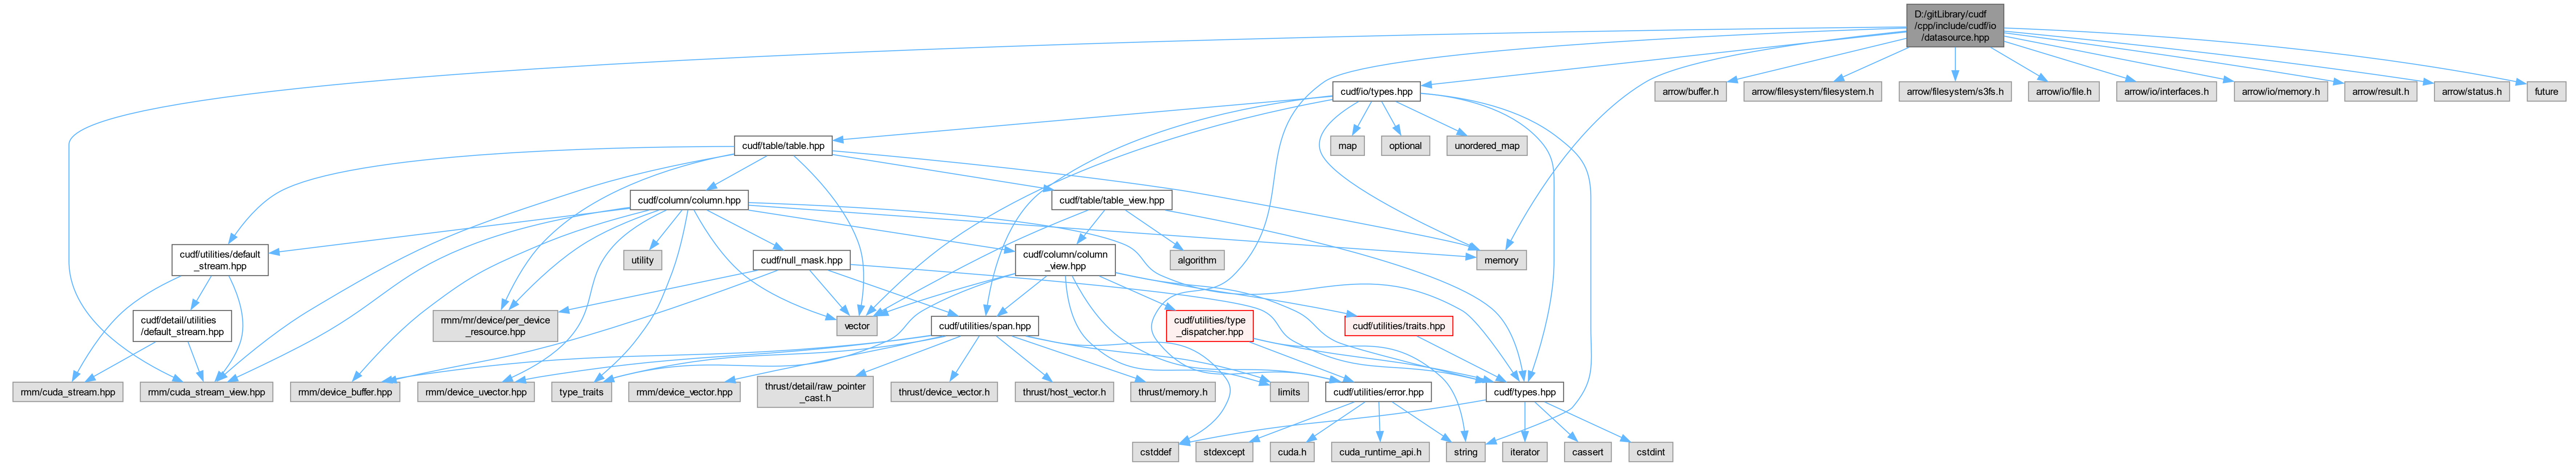 D:/gitLibrary/cudf
/cpp/include/cudf/io
/datasource.hpp
cudf/io/types.hpp
arrow/buffer.h
arrow/filesystem/filesystem.h
arrow/filesystem/s3fs.h
arrow/io/file.h
arrow/io/interfaces.h
arrow/io/memory.h
arrow/result.h
arrow/status.h
future
cudf/table/table.hpp
map
optional
unordered_map
cudf/column/column.hpp
cudf/table/table_view.hpp
cudf/utilities/default
_stream.hpp
utility
cudf/null_mask.hpp
cudf/column/column
_view.hpp
algorithm
memory
cudf/detail/utilities
/default_stream.hpp
rmm/mr/device/per_device
_resource.hpp
vector
cudf/utilities/span.hpp
cudf/utilities/type
_dispatcher.hpp
cudf/utilities/traits.hpp
rmm/cuda_stream.hpp
rmm/cuda_stream_view.hpp
rmm/device_buffer.hpp
rmm/device_uvector.hpp
type_traits
rmm/device_vector.hpp
thrust/detail/raw_pointer
_cast.h
thrust/device_vector.h
thrust/host_vector.h
thrust/memory.h
limits
cudf/utilities/error.hpp
cudf/types.hpp
cstddef
stdexcept
cuda.h
cuda_runtime_api.h
string
iterator
cassert
cstdint